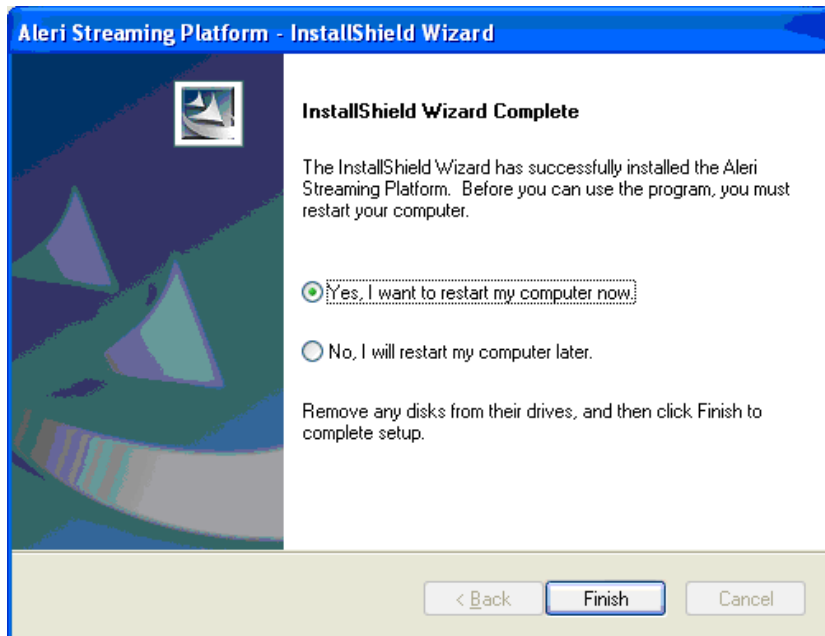 Aleri Streaming Platform - InstallShield Wizard
InstallShield Wizard Complete
The InstallShield Wizard has successfully installed the Aleri
Streaming Platform.  Before you can use the program, you must
restart your computer.
Yes, I want to restart my computer now.
No, I will restart my computer later.
Remove any disks from their drives, and then click Finish to
complete setup.
< Back
Finish
Cancel